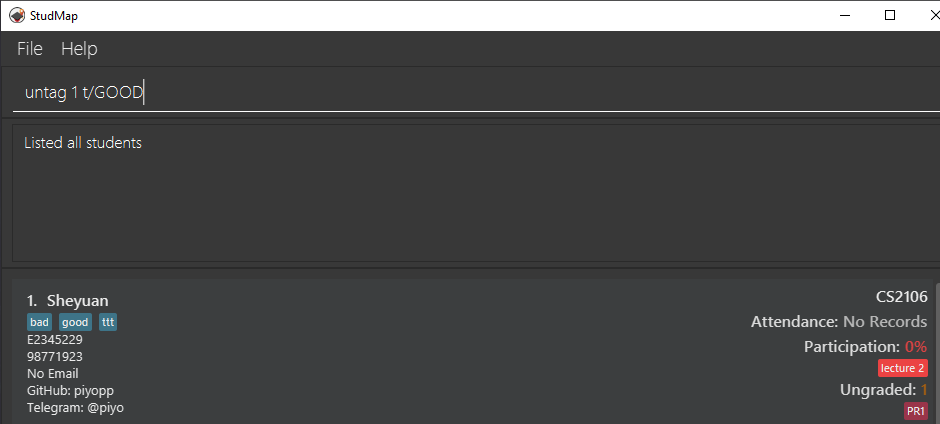 StudMap
File Help
untag 1 t/GOOD
Listed all students
1. Sheyuan
bad good ttt
E2345229
98771923
No Email
GitHub: piyopp
Telegram: @piyo
CS2106
Attendance: No Records
Participation: 0%
lecture 2
Ungraded: 1
PR1